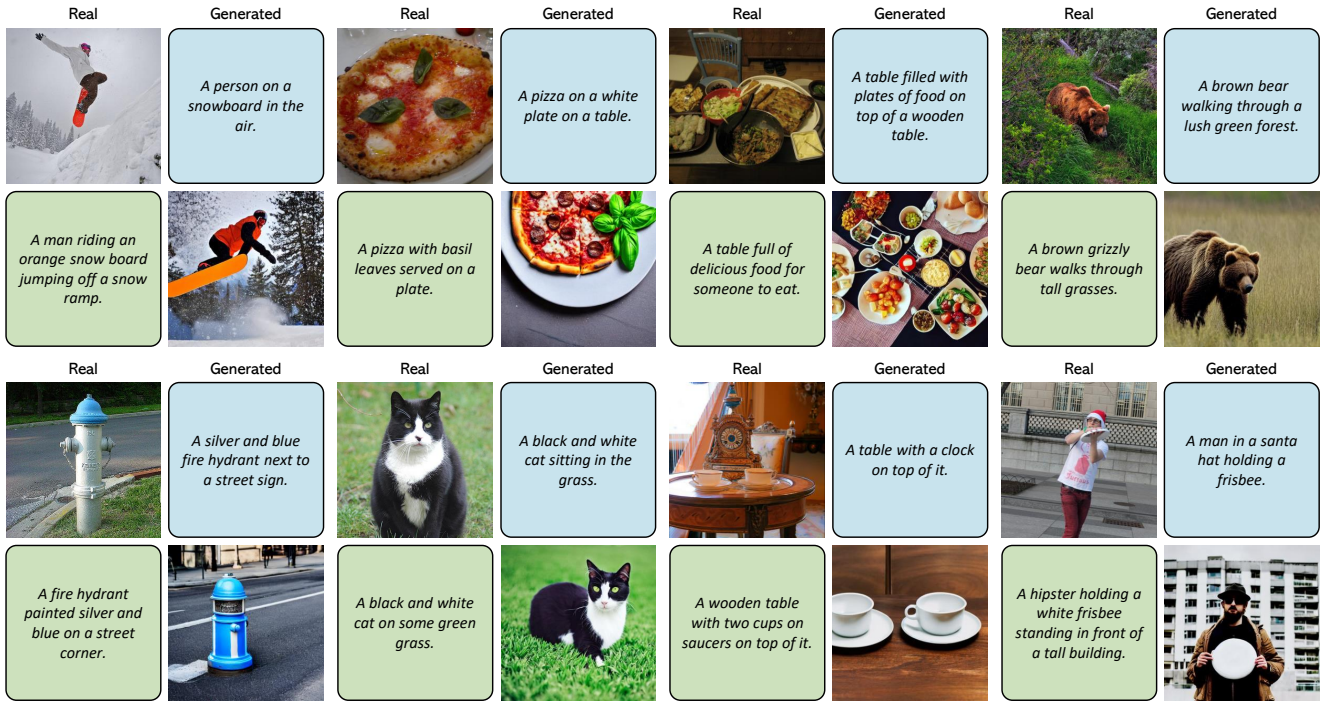 Real Generated Real Generated Real Generated Real Generated
A person on a
snowboard in the
air.
A pizza on a white
plate on a table.
A table filled with
plates of food on
top of a wooden
table.
A brown bear
walking through a
lush green forest.
A man riding an
orange snow board
jumping off a snow
ramp.
A pizza with basil
leaves served on a
plate.
A table full of
delicious food for
someone to eat.
A brown grizzly
bear walks through
tall grasses.
Real Generated Real Generated Real Generated Real Generated
A silver and blue
fire hydrant next to
a street sign.
A black and white
cat sitting in the
grass.
A table with a clock
on top of it.
A man in a santa
hat holding a
frisbee.
A fire hydrant
painted silver and
blue on a street
corner.
A black and white
cat on some green
grass.
A wooden table
with two cups on
saucers on top of it.
A hipster holding a
white frisbee
standing in front of
a tall building.